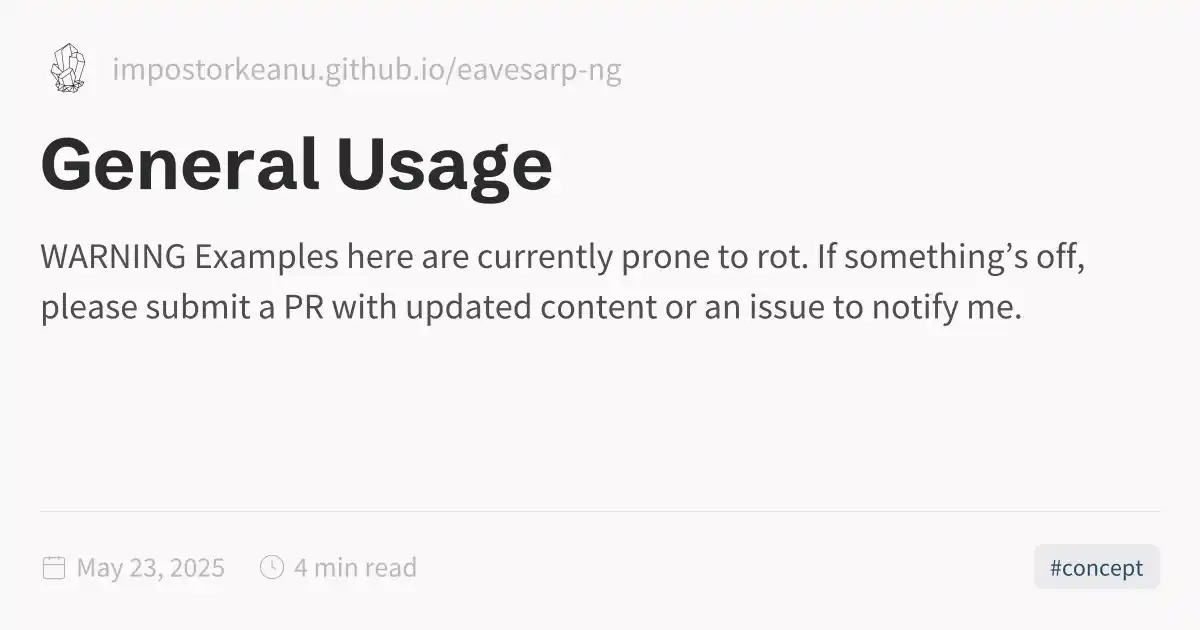 impostorkeanu.github.io/eavesarp-ng
General Usage
WARNING Examples here are currently prone to rot. If something’s off,
please submit a PR with updated content or an issue to notify me.
May 23, 2025
4 min read
#concept